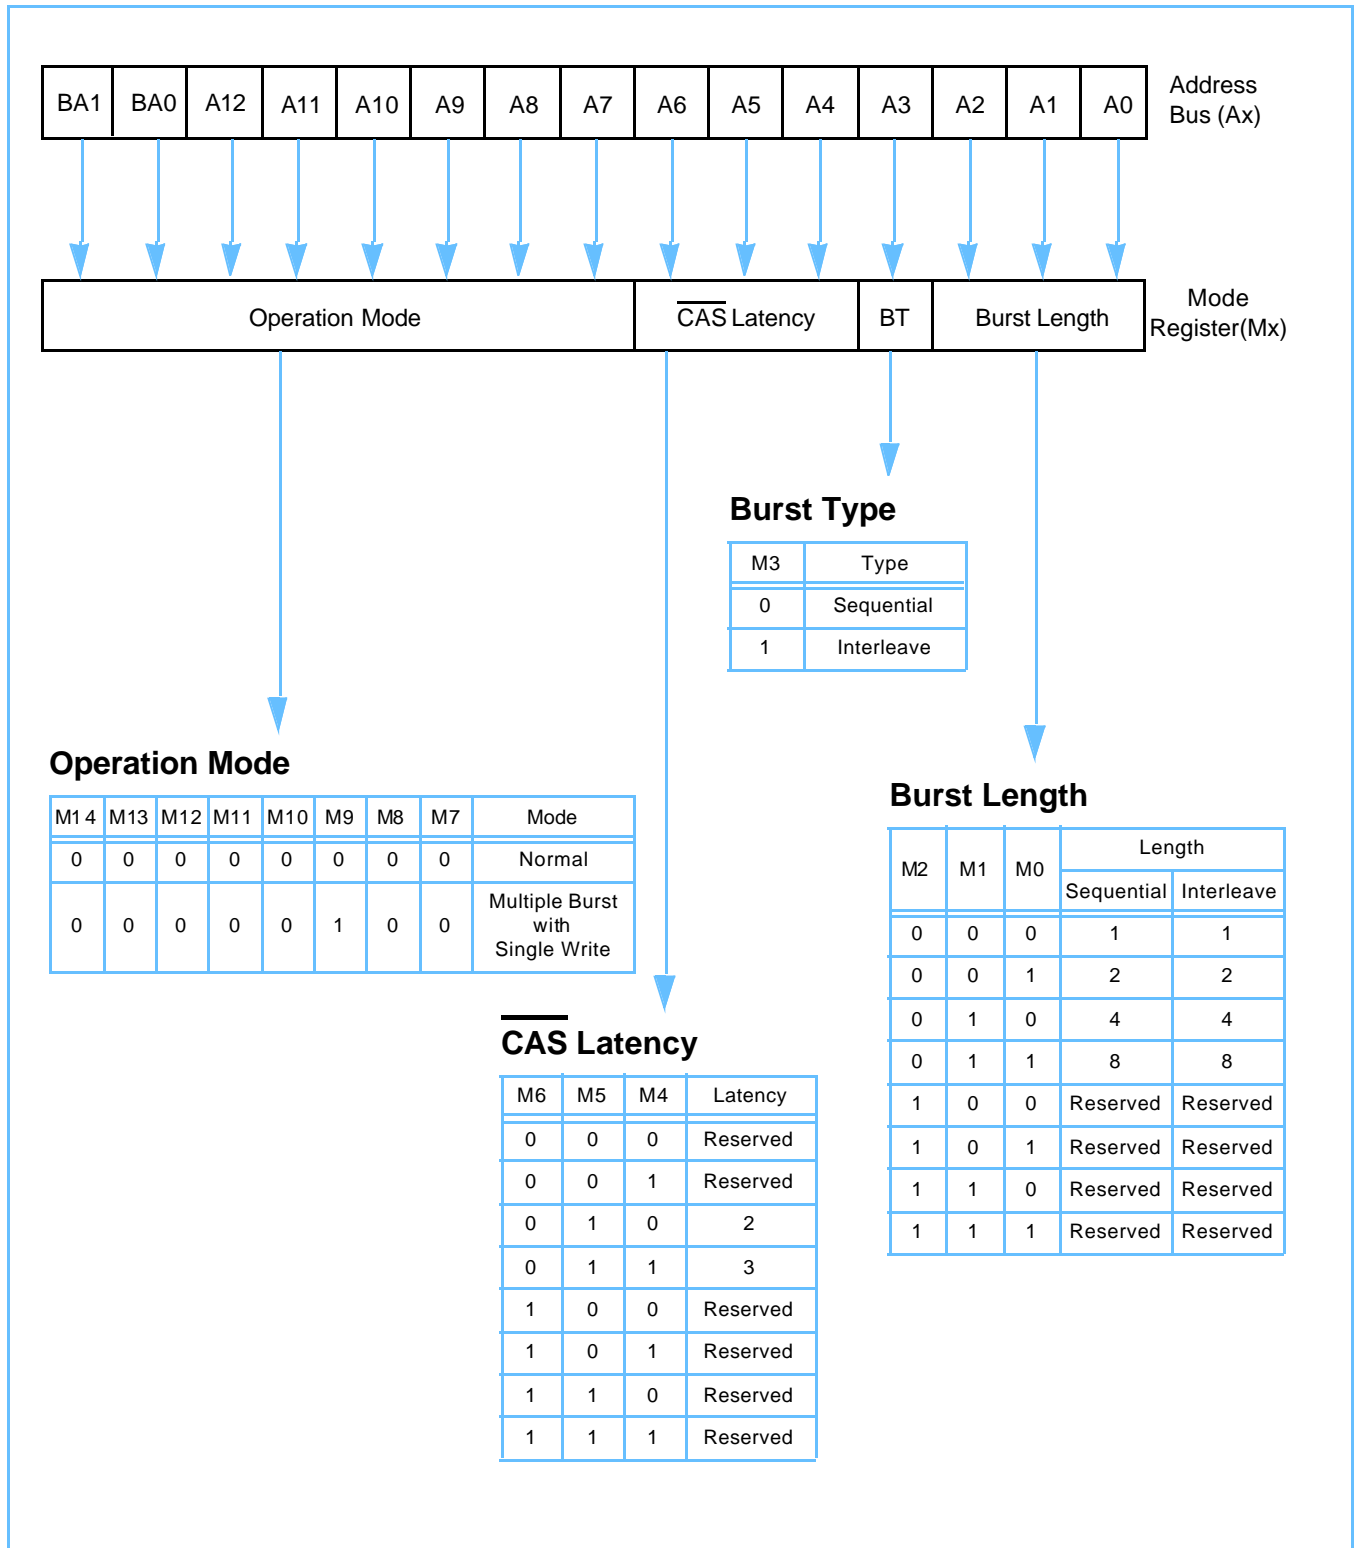 BA1 BA0 A12 A11 A10 A9 A8 A7 A6 A5 A4 A3 A2 A1 A0
Address
Bus (Ax)
Operation Mode CAS Latency BT Burst Length
Mode
Register(Mx)
Burst Type
M3 Type
0 Sequential
1 Interleave
Operation Mode
M14 M13 M12 M11 M10 M9 M8 M7 Mode
0 0 0 0 0 0 0 0 Normal
0 0 0 0 0 1 0 0 Multiple Burst
with
Single Write
Burst Length
M2 M1 M0 Length
Sequential Interleave
0 0 0 1 1
0 0 1 2 2
0 1 0 4 4
0 1 1 8 8
1 0 0 Reserved Reserved
1 0 1 Reserved Reserved
1 1 0 Reserved Reserved
1 1 1 Reserved Reserved
CAS Latency
M6 M5 M4 Latency
0 0 0 Reserved
0 0 1 Reserved
0 1 0 2
0 1 1 3
1 0 0 Reserved
1 0 1 Reserved
1 1 0 Reserved
1 1 1 Reserved